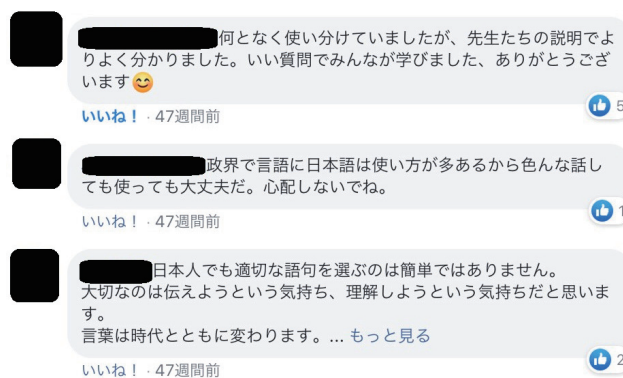 何となく使い分けていましたが、先生たちの説明でよ
りよく分かりました。いい質問でみんなが学びました、ありがとうござ
います😊
5
いいね！ · 47週間前
政界で言語に日本語は使い方が多あるから色んな話し
ても使っても大丈夫だ。心配しないでね。
1
いいね！ · 47週間前
日本人でも適切な語句を選ぶのは簡単ではありません。
大切なのは伝えようという気持ち、理解しようという気持ちだと思いま
す。
言葉は時代とともに変わります。... もっと見る
2
いいね！ · 47週間前